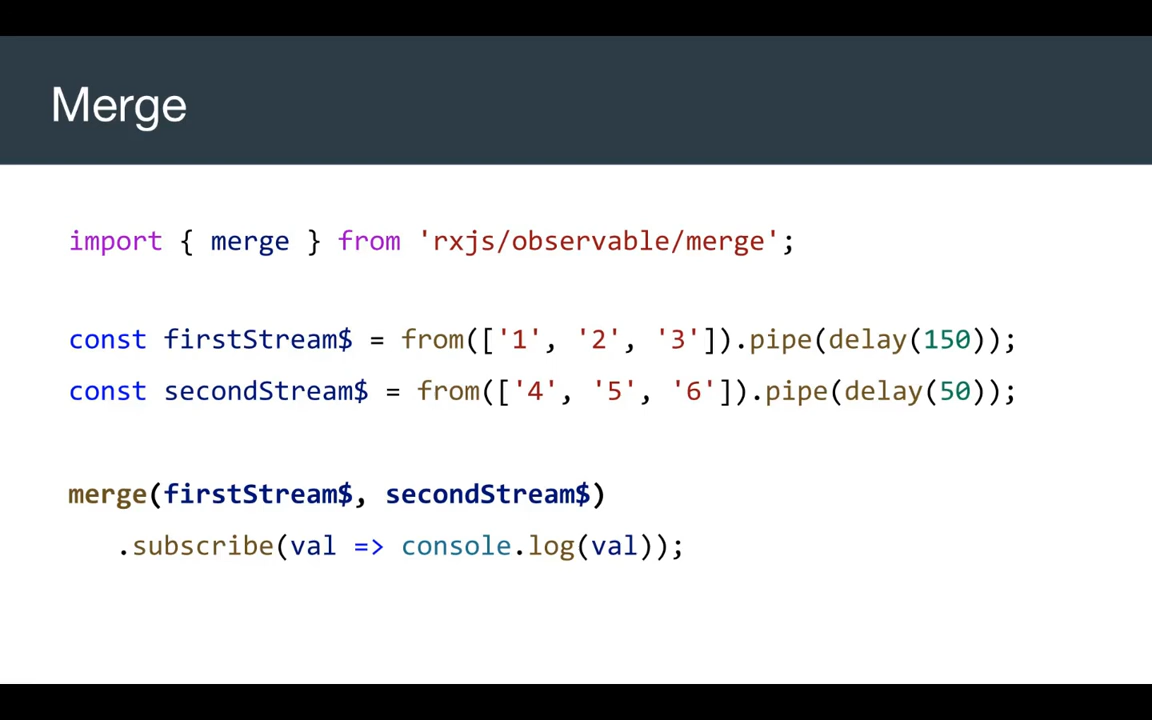 Merge
import { merge } from 'rxjs/observable/merge';
const firstStream$ = from(['1', '2', '3']).pipe(delay(150));
const secondStream$ = from(['4', '5', '6']).pipe(delay(50));
merge(firstStream$, secondStream$)
.subscribe(val => console.log(val));